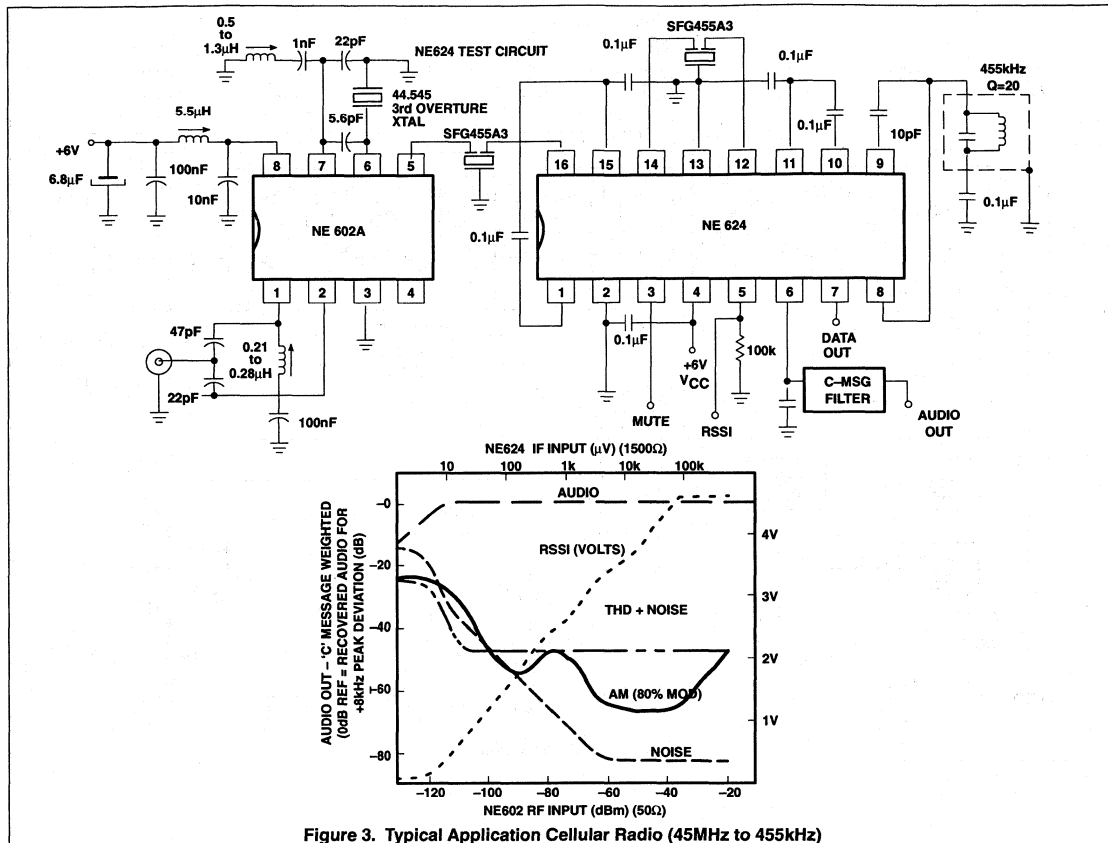 0.5
to
1.3µH
1nF
22pF
NE624 TEST CIRCUIT
44.545
3rd OVERTURE
XTAL
5.5µH
5.6pF
+6V
6.8µF
100nF
10nF
SFG455A3
8
7
6
5
NE 602A
1
2
3
4
47pF
0.21
to
0.28µH
22pF
100nF
SFG455A3
0.1µF
0.1µF
0.1µF
10pF
455kHz
Q=20
0.1µF
16
15
14
13
12
11
10
9
0.1µF
NE 624
1
2
3
4
5
6
7
8
0.1µF
+6V
VCC
100k
MUTE
RSSI
DATA
OUT
C–MSG
FILTER
AUDIO
OUT
NE624 IF INPUT (µV) (1500Ω)
10
100
1k
10k
100k
AUDIO OUT – 'C' MESSAGE WEIGHTED
(0dB REF = RECOVERED AUDIO FOR
+8kHz PEAK DEVIATION (dB)
–0
–20
–40
–60
–80
AUDIO
RSSI (VOLTS)
THD + NOISE
AM (80% MOD)
NOISE
4V
3V
2V
1V
–120
–100
–80
–60
–40
–20
NE602 RF INPUT (dBm) (50Ω)
Figure 3. Typical Application Cellular Radio (45MHz to 455kHz)